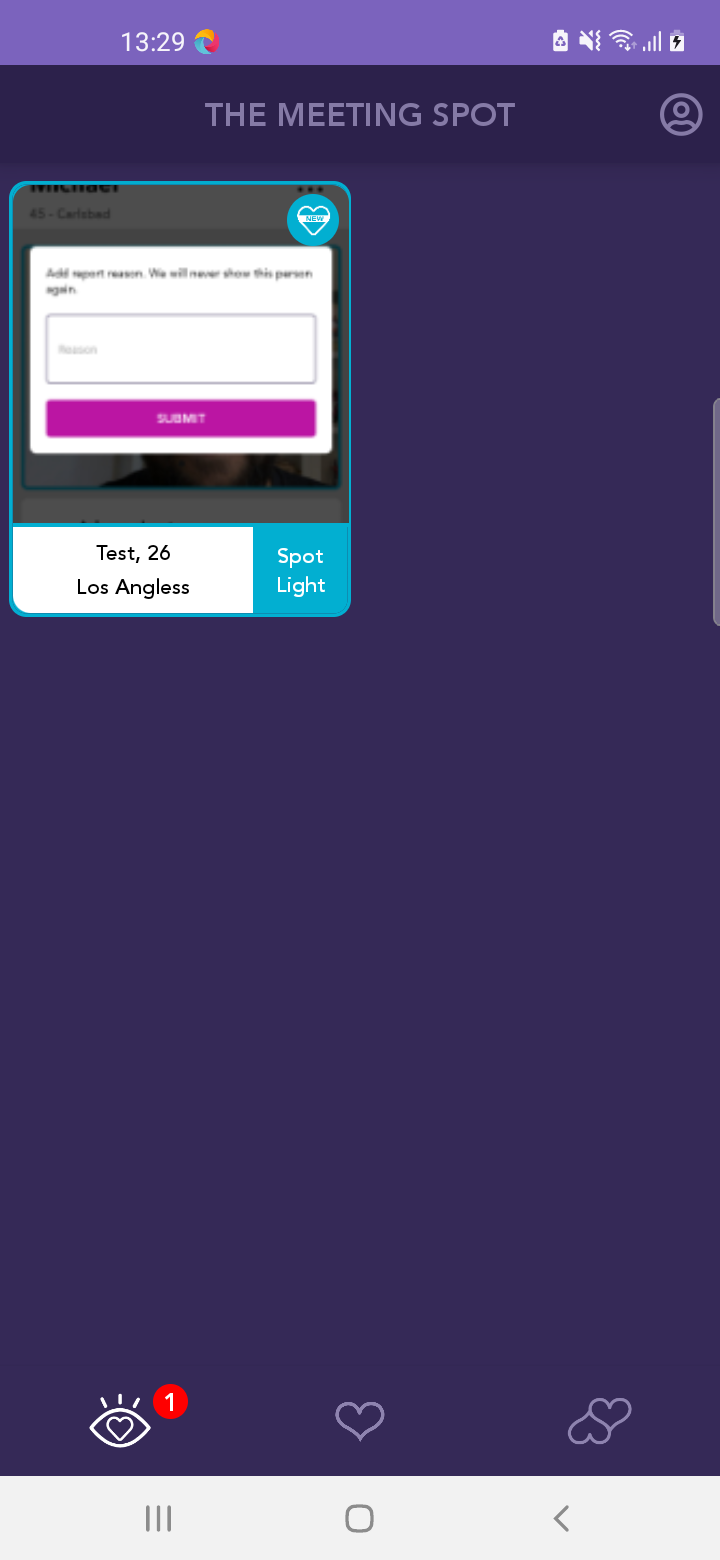 13:29
THE MEETING SPOT
Michael
45 - Carlsbad
NEW
Add report reason. We will never show this person
again.
Reason
SUBMIT
Test, 26
Los Angless
Spot
Light
1